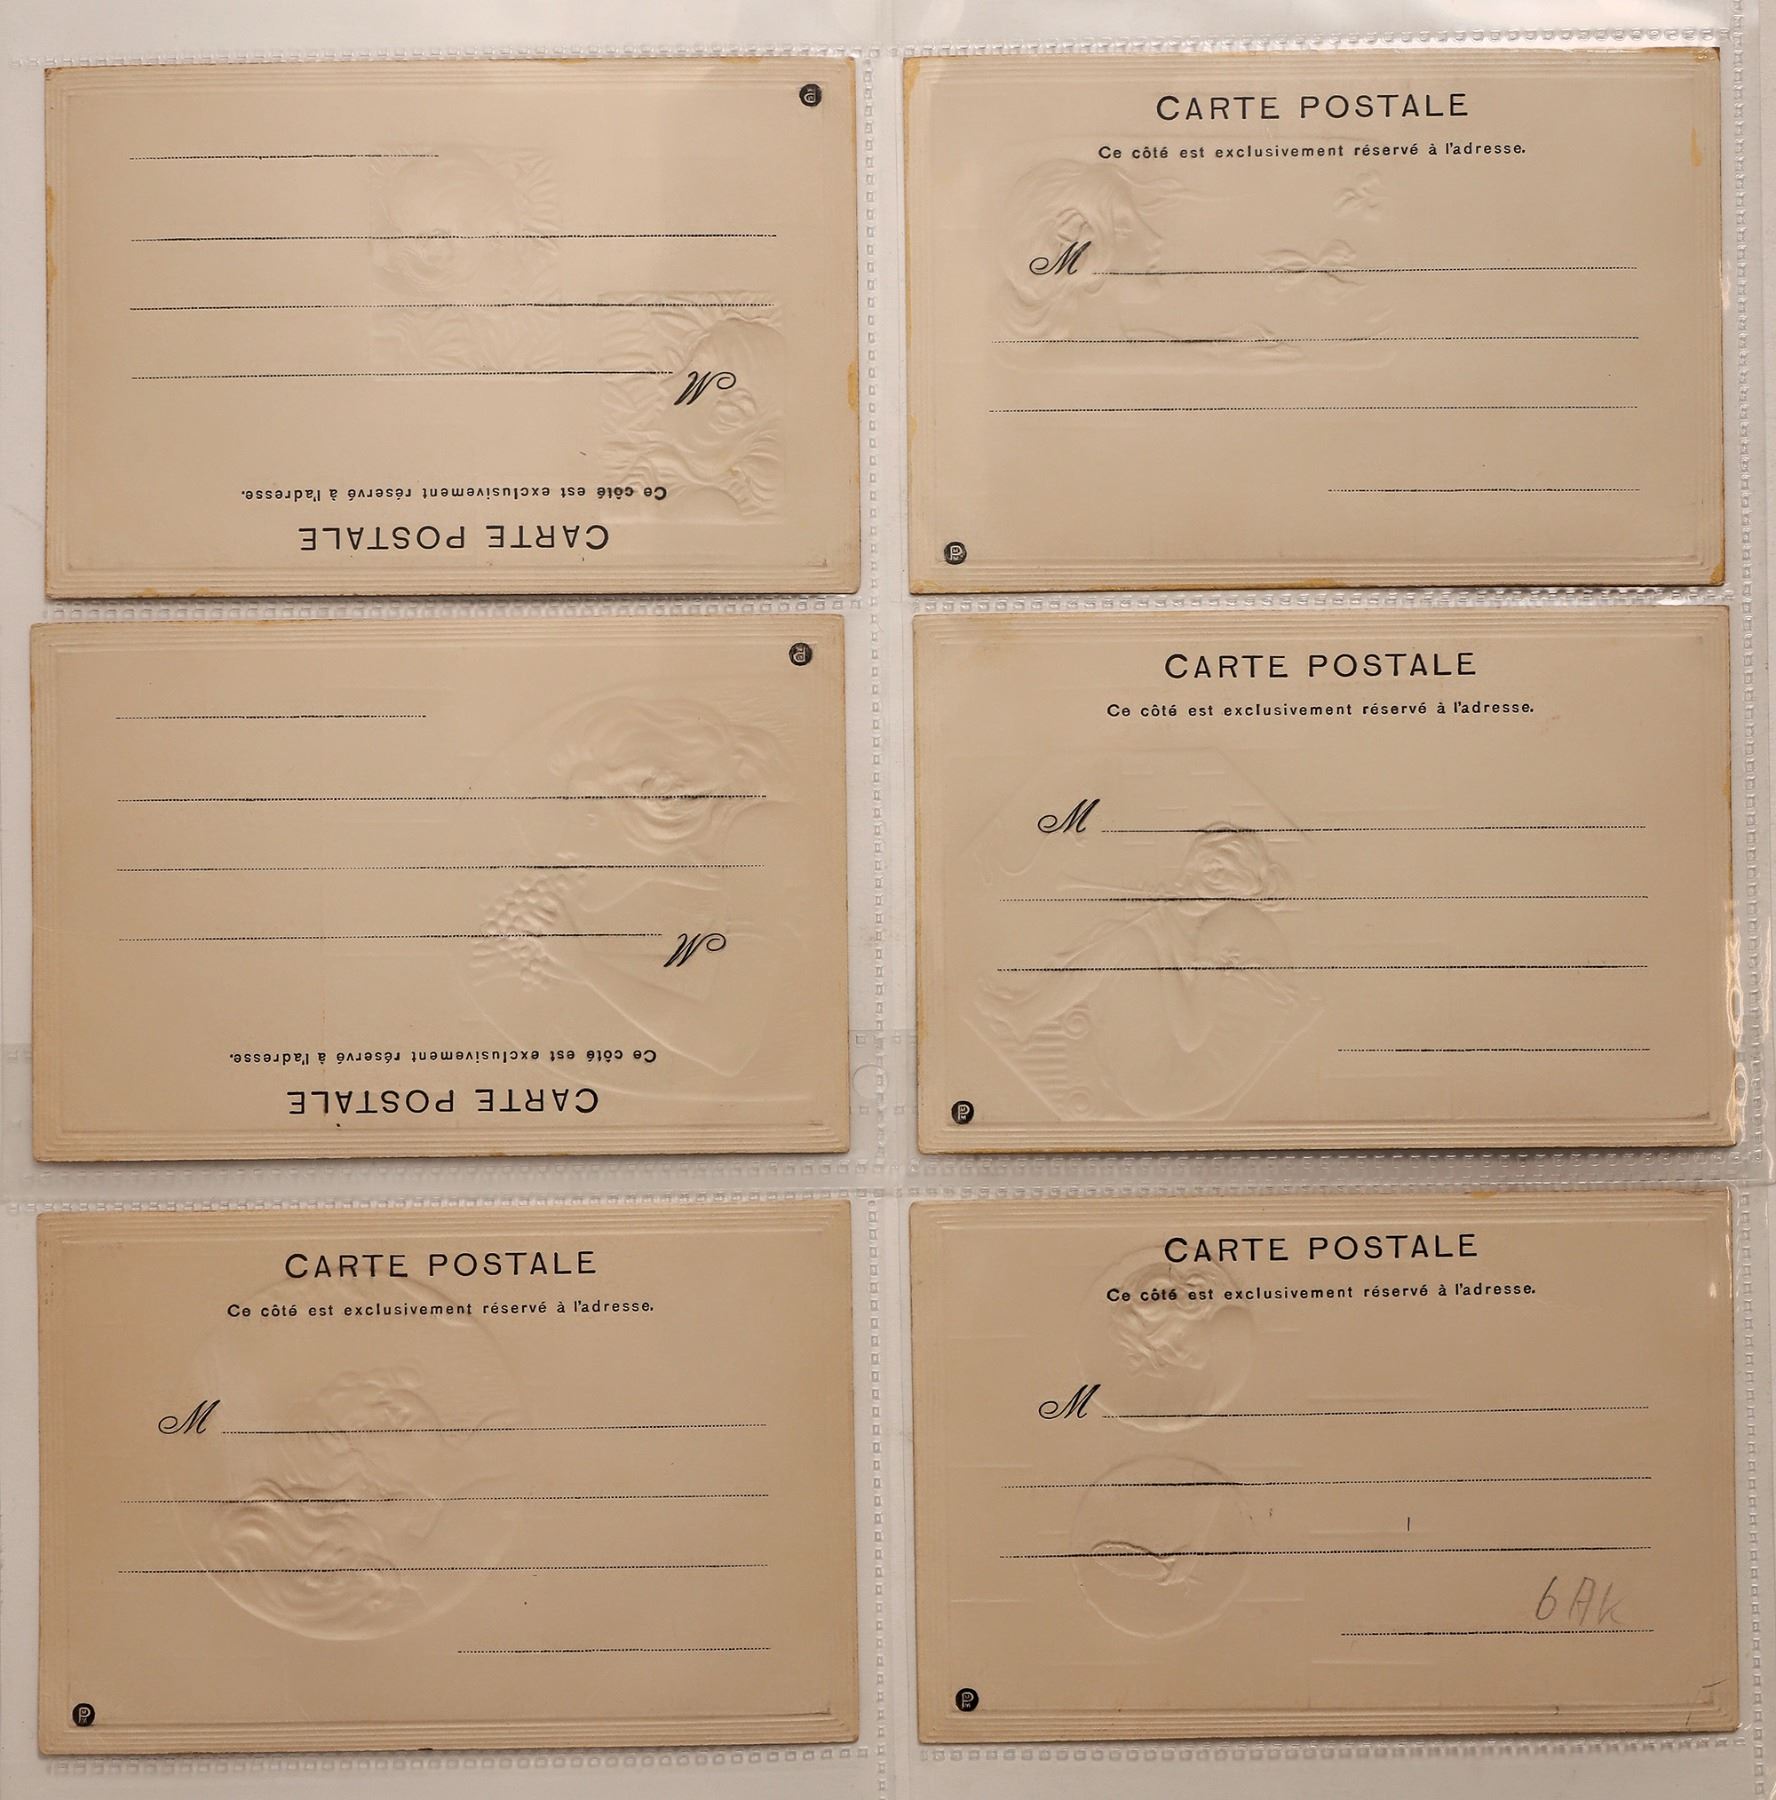 CARTE POSTALE
Ce côté est exclusivement réservé à l'adresse.
M
CARTE POSTALE
Ce côté est exclusivement réservé à l'adresse.
M
CARTE POSTALE
Ce côté est exclusivement réservé à l'adresse.
M
CARTE POSTALE
Ce côté est exclusivement réservé à l'adresse.
M
CARTE POSTALE
Ce côté est exclusivement réservé à l'adresse.
M
CARTE POSTALE
Ce côté est exclusivement réservé à l'adresse.
M
6 AK